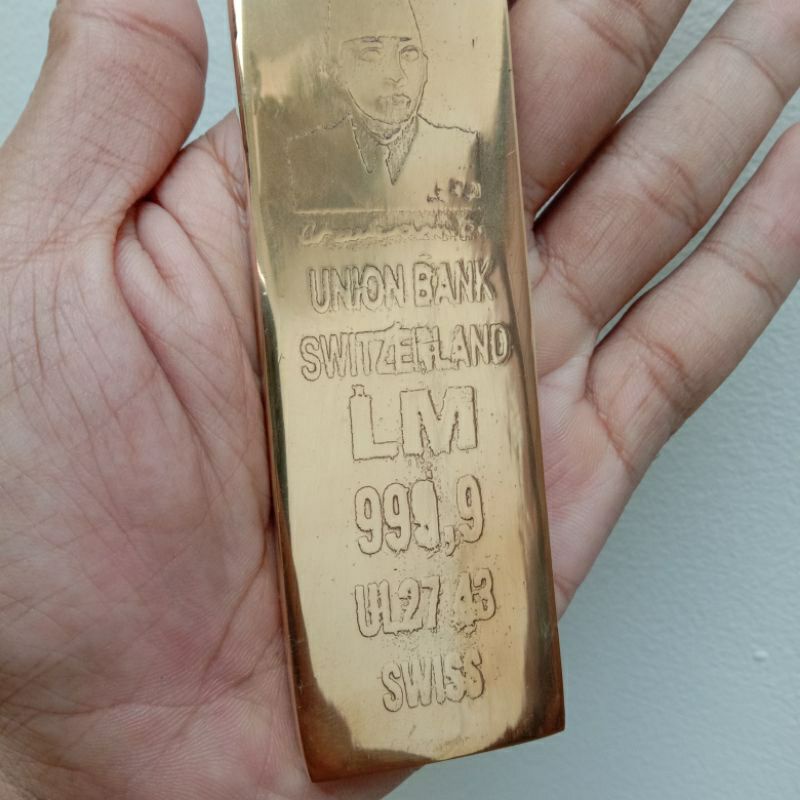 UNION BANK
SWITZERLAND
LM
999,9
SWISS